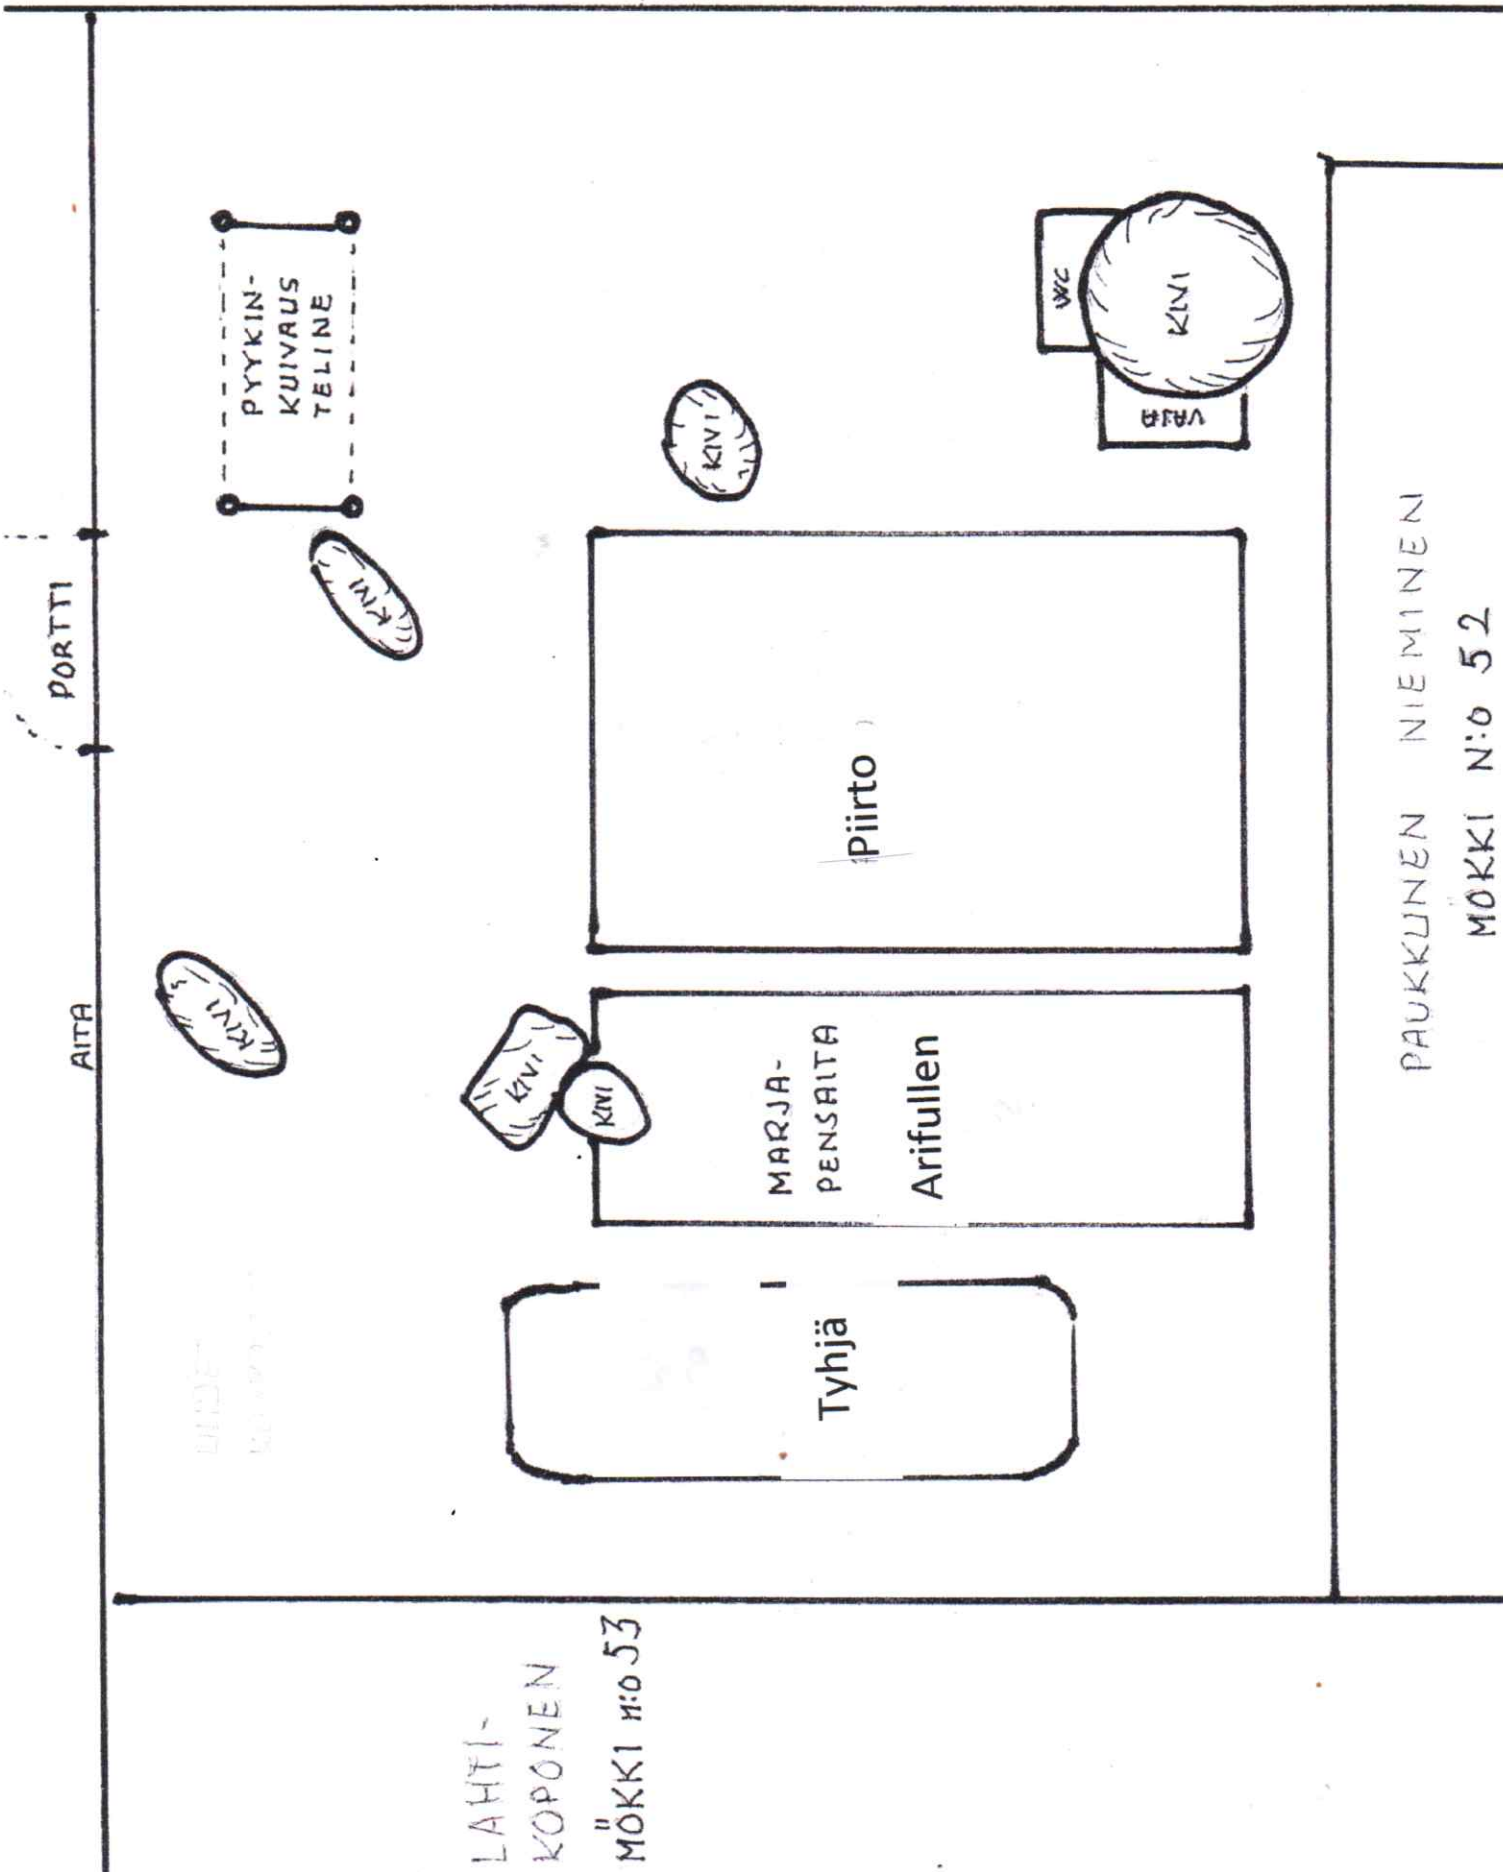 AITA
PORTTI
PYYKIN-
KUIVAUS
TELINE
KIVI
KIVI
KIVI
KIVI
KIVI
WC
KIVI
VAJA
Tyhjä
MARJA-
PENSAITA
Arifullen
Piirto
LAHTI-
KOPONEN
MÖKKI n:o 53
PAUKKUNEN NIEMINEN
MÖKKI N:o 52